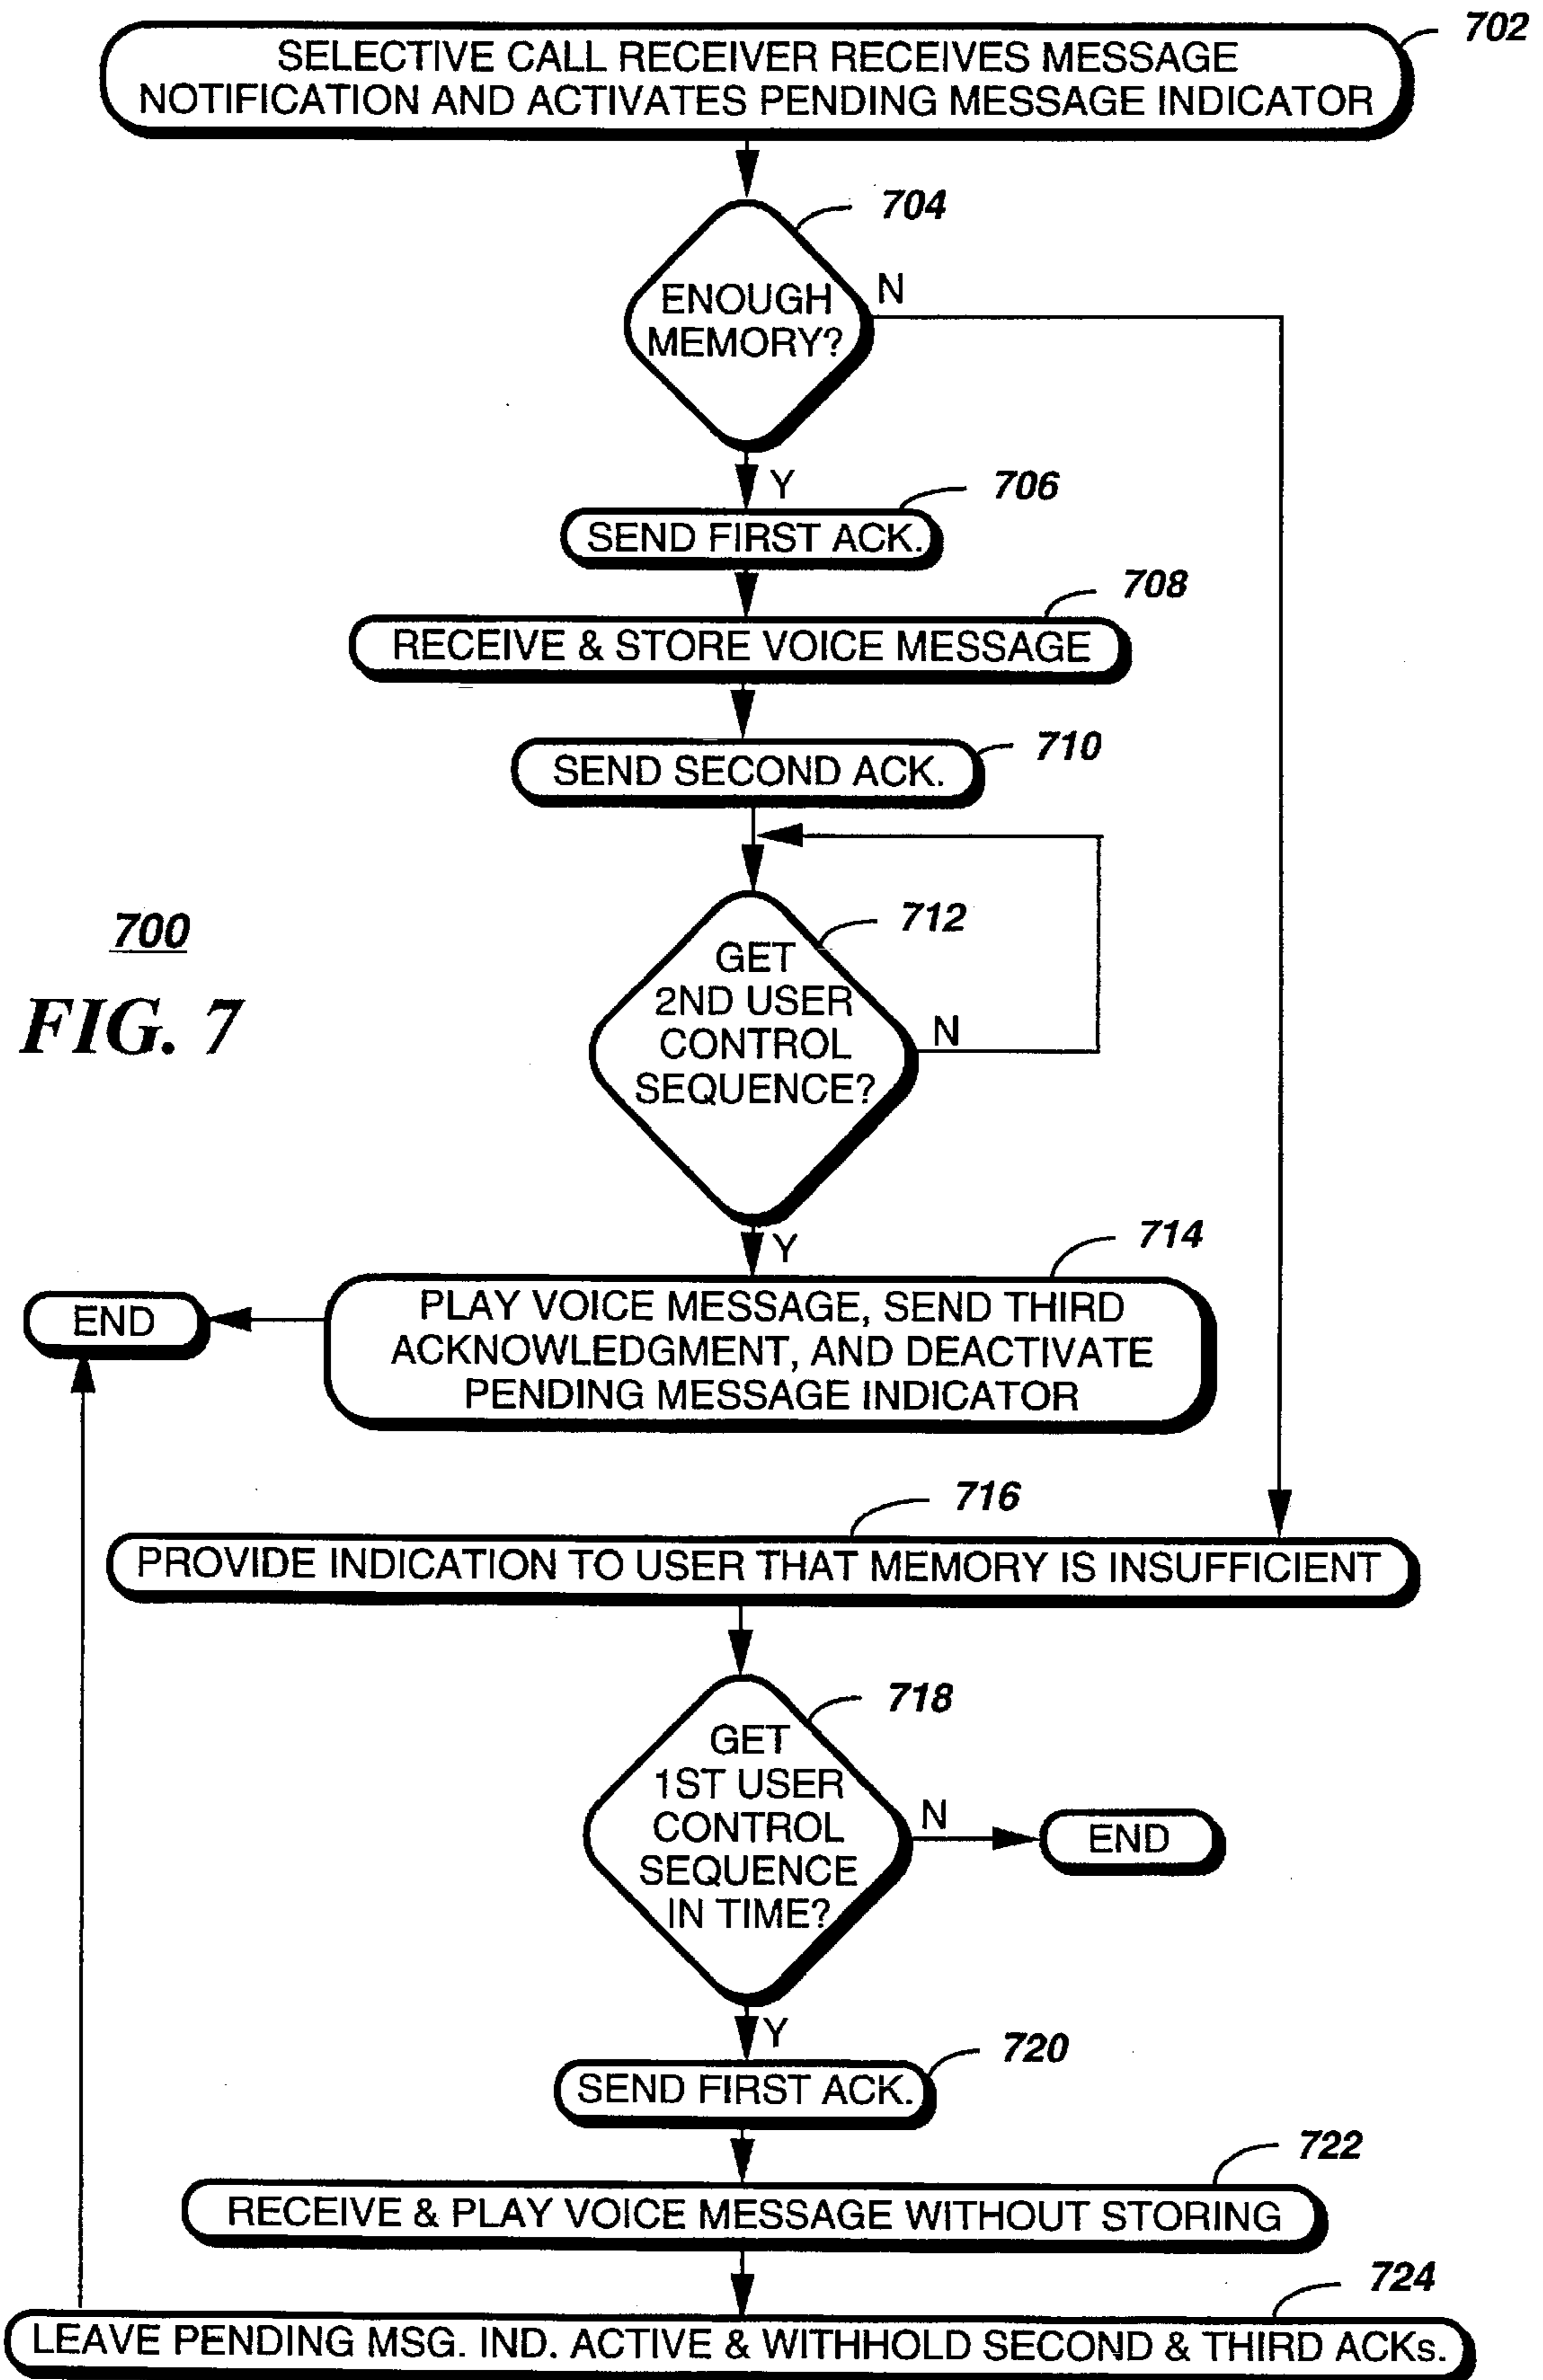 702
SELECTIVE CALL RECEIVER RECEIVES MESSAGE
NOTIFICATION AND ACTIVATES PENDING MESSAGE INDICATOR
704
ENOUGH
MEMORY?
N
Y
706
SEND FIRST ACK.
708
RECEIVE & STORE VOICE MESSAGE
710
SEND SECOND ACK.
700
FIG. 7
712
GET
2ND USER
CONTROL
SEQUENCE?
N
Y
714
PLAY VOICE MESSAGE, SEND THIRD
ACKNOWLEDGMENT, AND DEACTIVATE
PENDING MESSAGE INDICATOR
END
716
PROVIDE INDICATION TO USER THAT MEMORY IS INSUFFICIENT
718
GET
1ST USER
CONTROL
SEQUENCE
IN TIME?
N
END
Y
720
SEND FIRST ACK.
722
RECEIVE & PLAY VOICE MESSAGE WITHOUT STORING
724
LEAVE PENDING MSG. IND. ACTIVE & WITHHOLD SECOND & THIRD ACKs.